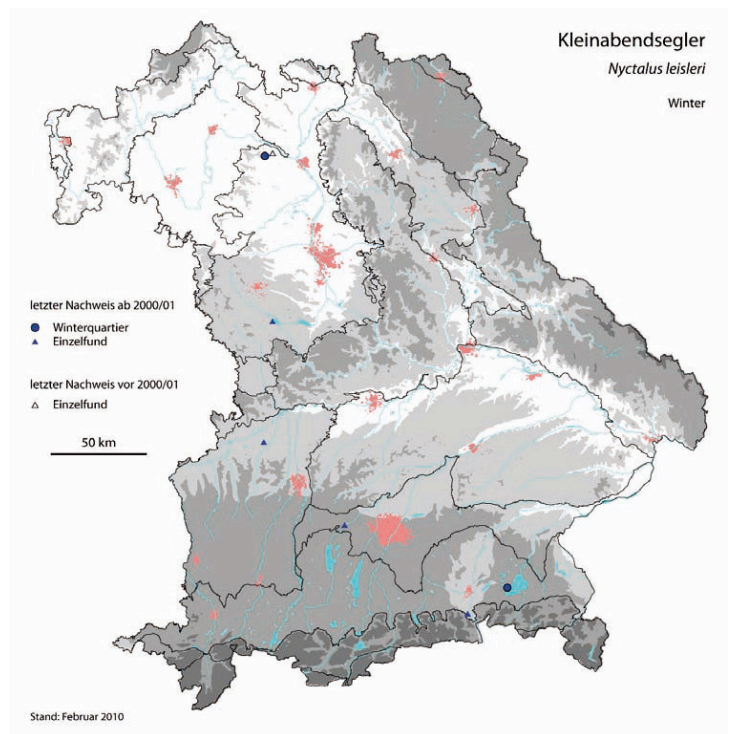 Kleinabendsegler
Nyctalus leisleri
Winter
letzter Nachweis ab 2000/01
Winterquartier
Einzelfund
letzter Nachweis vor 2000/01
Einzelfund
50 km
Stand: Februar 2010